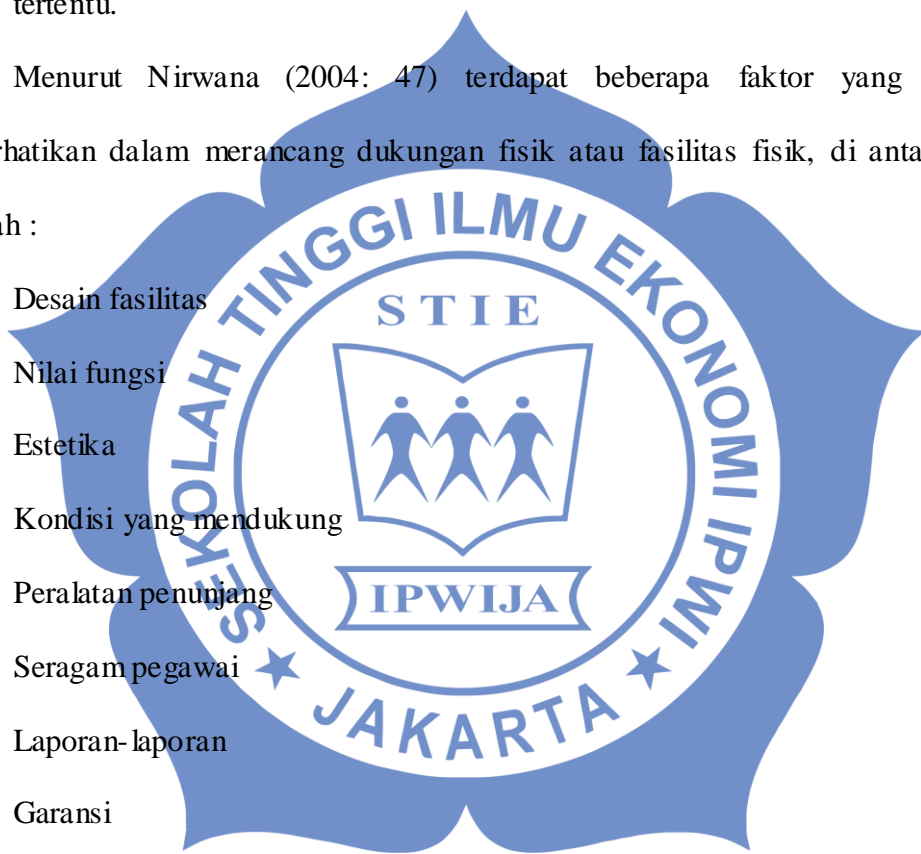 tertentu.
Menurut Nirwana (2004: 47) terdapat beberapa faktor yang
rhatikan dalam merancang dukungan fisik atau fasilitas fisik, di anta
ah :
Desain fasilitas
Nilai fungsi
Estetika
Kondisi yang mendukung
Peralatan penunjang
Seragam pegawai
Laporan-laporan
Garansi
SEKOLAH TINGGI ILMU EKONOMI IPWI
STIE
IPWIJA
JAKARTA